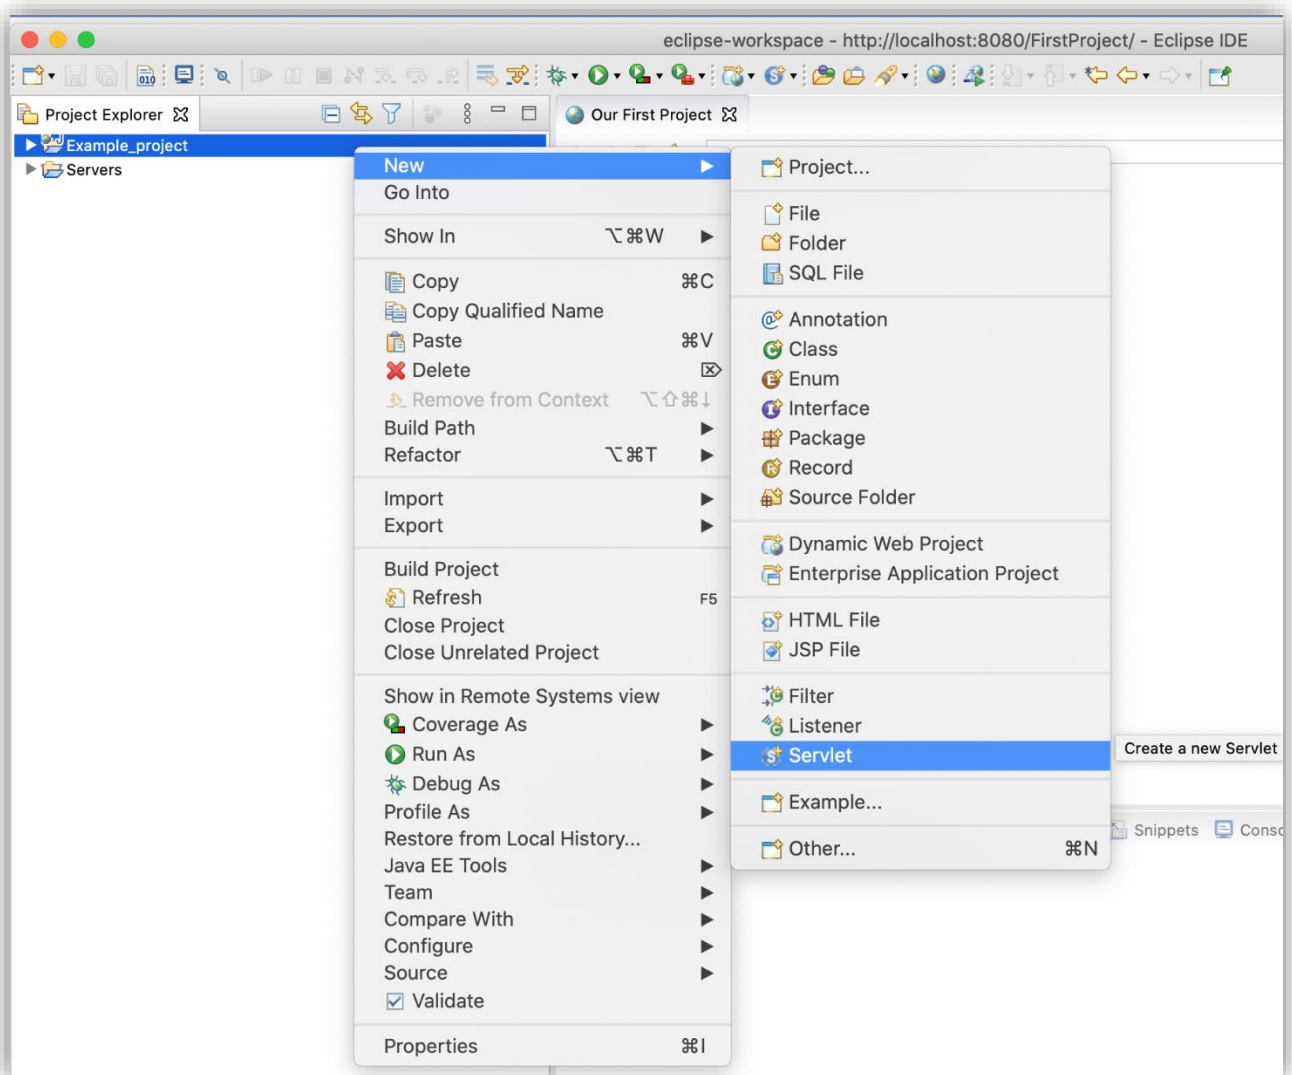 eclipse-workspace - http://localhost:8080/FirstProject/ - Eclipse IDE
010
Project Explorer
Our First Project
Example_project
Servers
New
Go Into
Show In ⌥⌘W
Copy ⌘C
Copy Qualified Name
Paste ⌘V
Delete ⌦
Remove from Context ⌥⇧⌘↓
Build Path
Refactor ⌥⌘T
Import
Export
Build Project
Refresh F5
Close Project
Close Unrelated Project
Show in Remote Systems view
Coverage As
Run As
Debug As
Profile As
Restore from Local History...
Java EE Tools
Team
Compare With
Configure
Source
Validate
Properties ⌘I
Project...
File
Folder
SQL File
Annotation
Class
Enum
Interface
Package
Record
Source Folder
Dynamic Web Project
Enterprise Application Project
HTML File
JSP File
Filter
Listener
Servlet
Example...
Other... ⌘N
Create a new Servlet
Snippets Conso